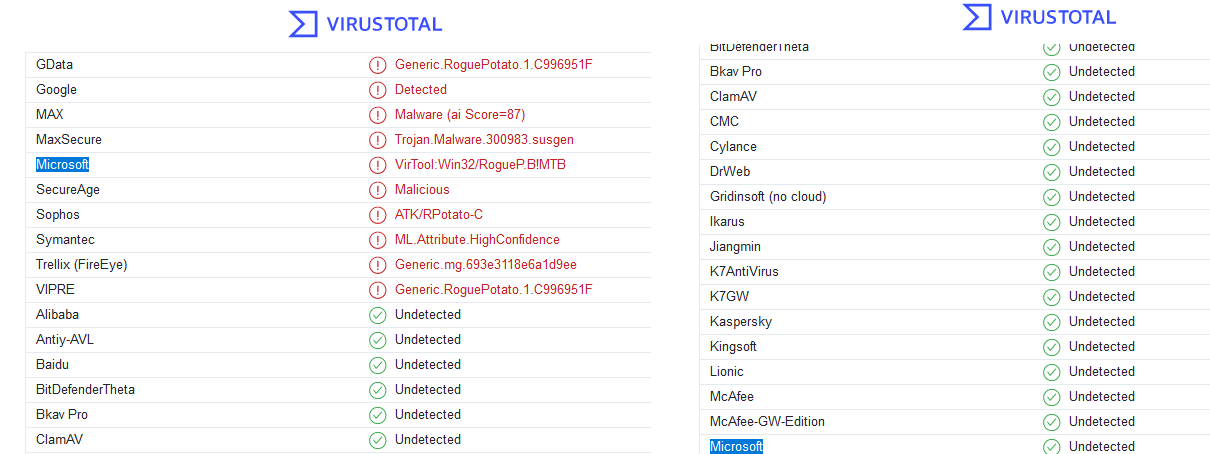 VIRUSTOTAL
GData Generic.RoguePotato.1.C996951F
Google Detected
MAX Malware (ai Score=87)
MaxSecure Trojan.Malware.300983.susgen
Microsoft VirTool:Win32/RogueP.B!MTB
SecureAge Malicious
Sophos ATK/RPotato-C
Symantec ML.Attribute.HighConfidence
Trellix (FireEye) Generic.mg.693e3118e6a1d9ee
VIPRE Generic.RoguePotato.1.C996951F
Alibaba Undetected
Antiy-AVL Undetected
Baidu Undetected
BitDefenderTheta Undetected
Bkav Pro Undetected
ClamAV Undetected
VIRUSTOTAL
BitDefenderTheta Undetected
Bkav Pro Undetected
ClamAV Undetected
CMC Undetected
Cylance Undetected
DrWeb Undetected
Gridinsoft (no cloud) Undetected
Ikarus Undetected
Jiangmin Undetected
K7AntiVirus Undetected
K7GW Undetected
Kaspersky Undetected
Kingsoft Undetected
Lionic Undetected
McAfee Undetected
McAfee-GW-Edition Undetected
Microsoft Undetected